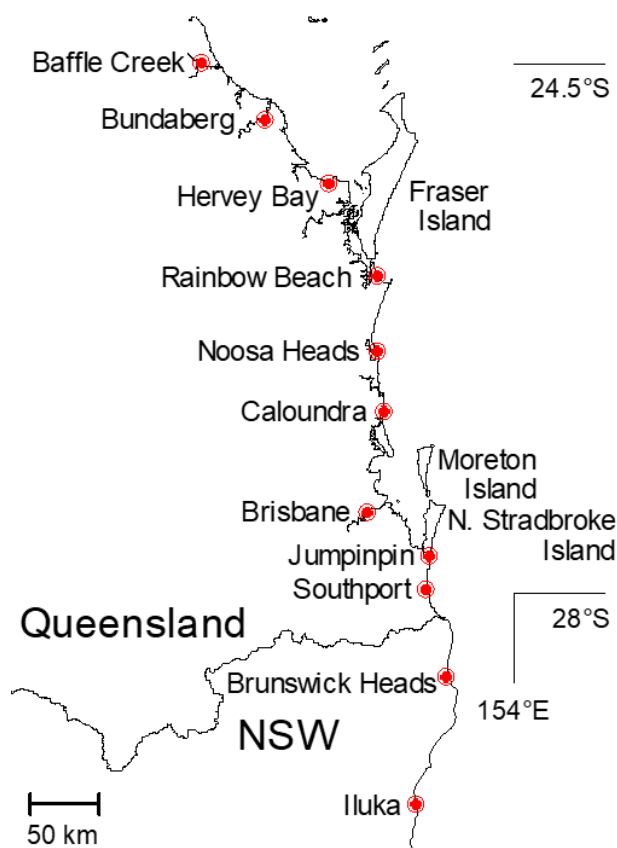 Baffle Creek
24.5°S
Bundaberg
Hervey Bay
Fraser
Island
Rainbow Beach
Noosa Heads
Caloundra
Moreton
Island
Brisbane
N. Stradbroke
Island
Jumpinpin
Southport
28°S
Queensland
Brunswick Heads
154°E
NSW
Iluka
50 km